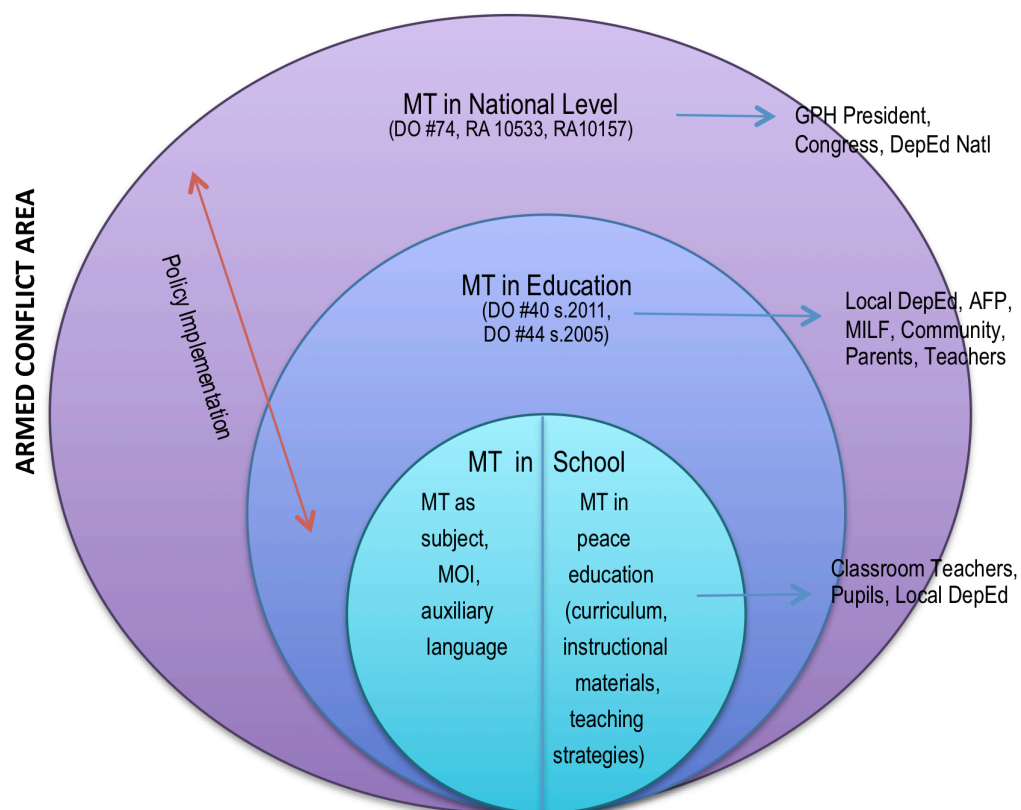 MT in National Level
(DO #74, RA 10533, RA10157)
GPH President,
Congress, DepEd Natl
ARMED CONFLICT AREA
Policy Implementation
MT in Education
(DO #40 s.2011,
DO #44 s.2005)
Local DepEd, AFP,
MILF, Community,
Parents, Teachers
MT in School
MT as
subject,
MOI,
auxiliary
language
MT in
peace
education
(curriculum,
instructional
materials,
teaching
strategies)
Classroom Teachers,
Pupils, Local DepEd